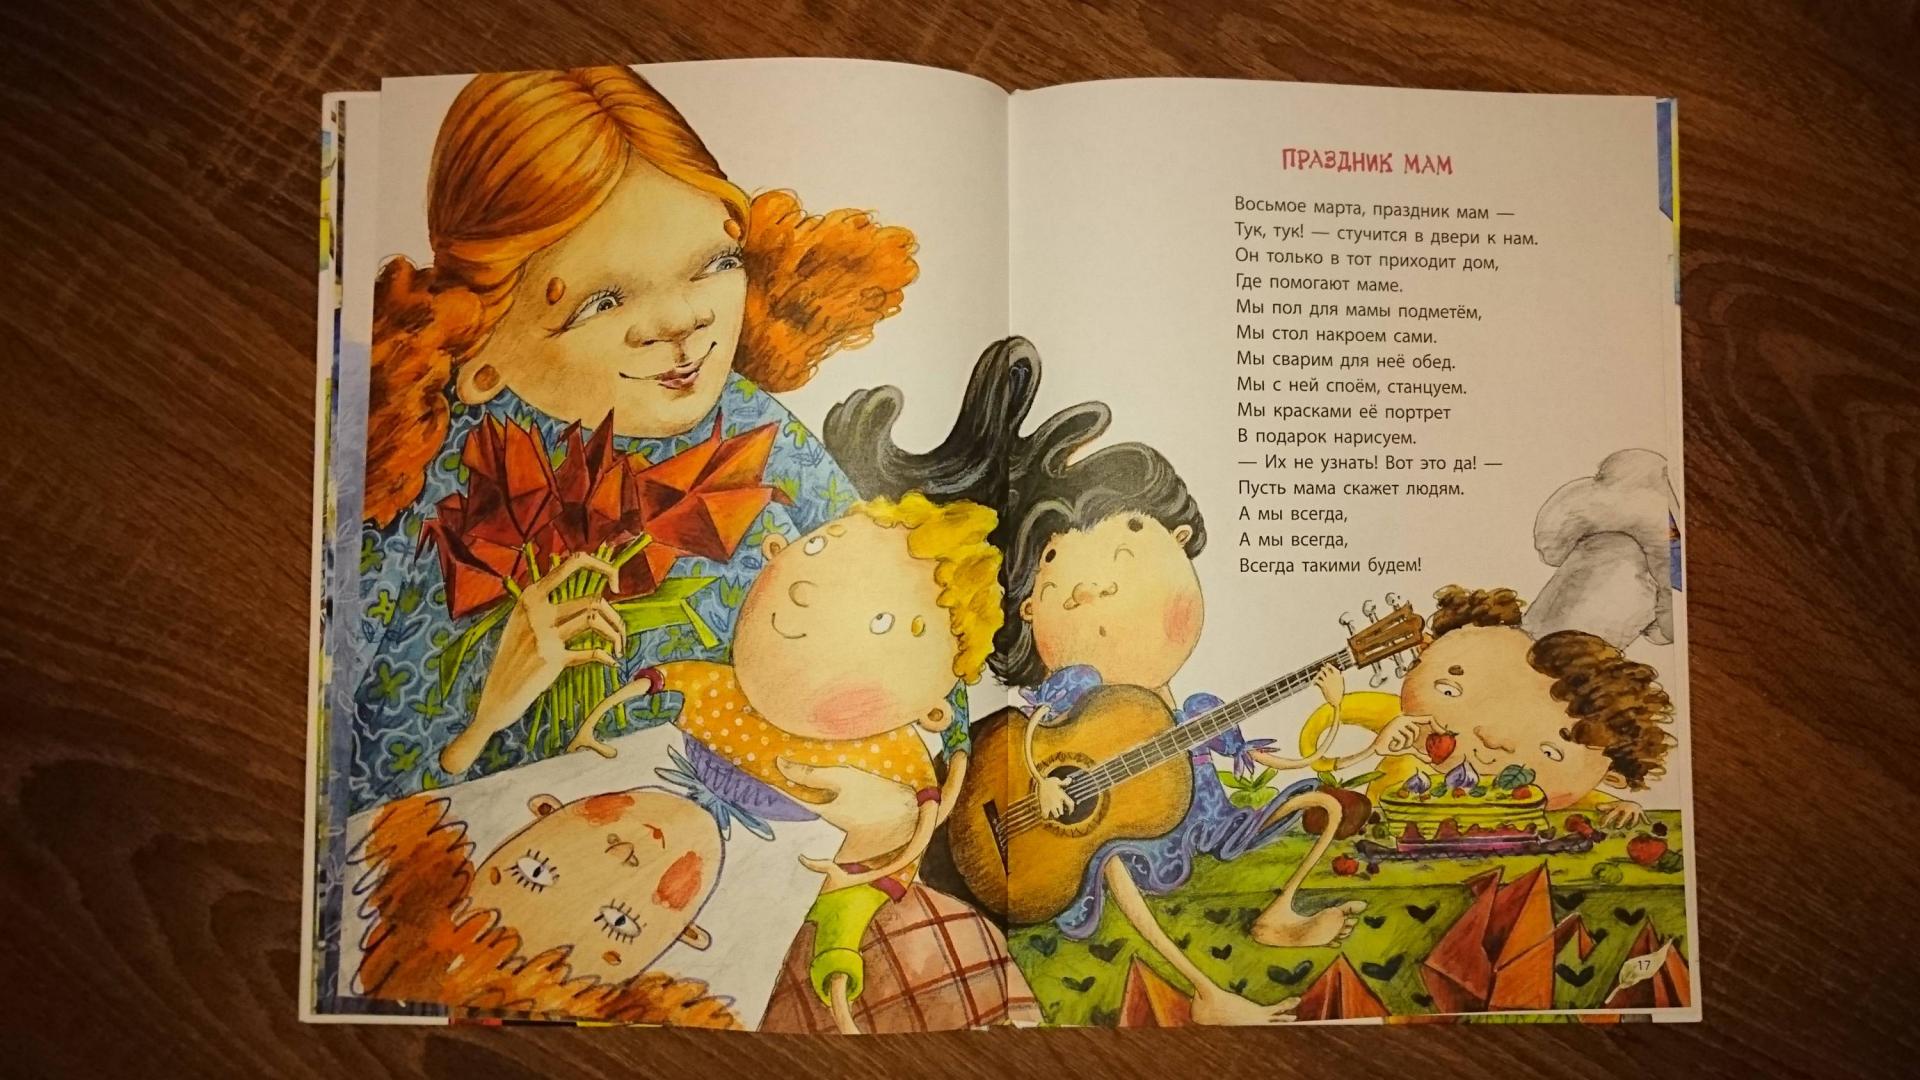 ПРАЗДНИК МАМ
Восьмое марта, праздник мам —
Тук, тук! — стучится в двери к нам.
Он только в тот приходит дом,
Где помогают маме.
Мы пол для мамы подметём,
Мы стол накроем сами.
Мы сварим для неё обед.
Мы с ней споём, станцуем.
Мы красками её портрет
В подарок нарисуем.
— Их не узнать! Вот это да! —
Пусть мама скажет людям.
А мы всегда,
А мы всегда,
Всегда такими будем!
17